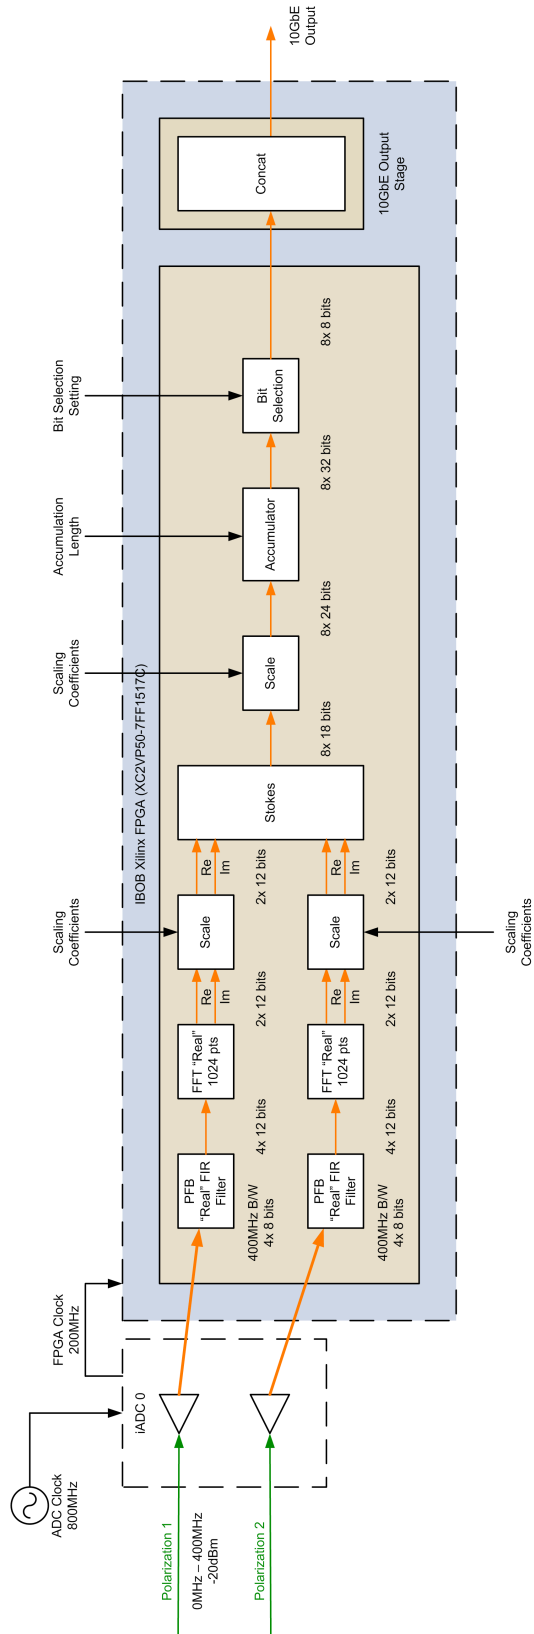 ADC Clock
800MHz
Polarization 1
0MHz – 400MHz
-20dBm
Polarization 2
iADC 0
FPGA Clock
200MHz
IBOB Xilinx FPGA (XC2VP50-7FF1517C)
PFB
“Real” FIR
Filter
400MHz B/W
4x 8 bits
PFB
“Real” FIR
Filter
400MHz B/W
4x 8 bits
4x 12 bits
4x 12 bits
FFT “Real”
1024 pts
FFT “Real”
1024 pts
Re
Im
2x 12 bits
Re
Im
2x 12 bits
Scaling
Coefficients
Scale
Scale
Scaling
Coefficients
Re
Im
2x 12 bits
Re
Im
2x 12 bits
Stokes
8x 18 bits
Scaling
Coefficients
Scale
8x 24 bits
Accumulation
Length
Accumulator
8x 32 bits
Bit Selection
Setting
Bit
Selection
8x 8 bits
Concat
10GbE Output
Stage
10GbE
Output